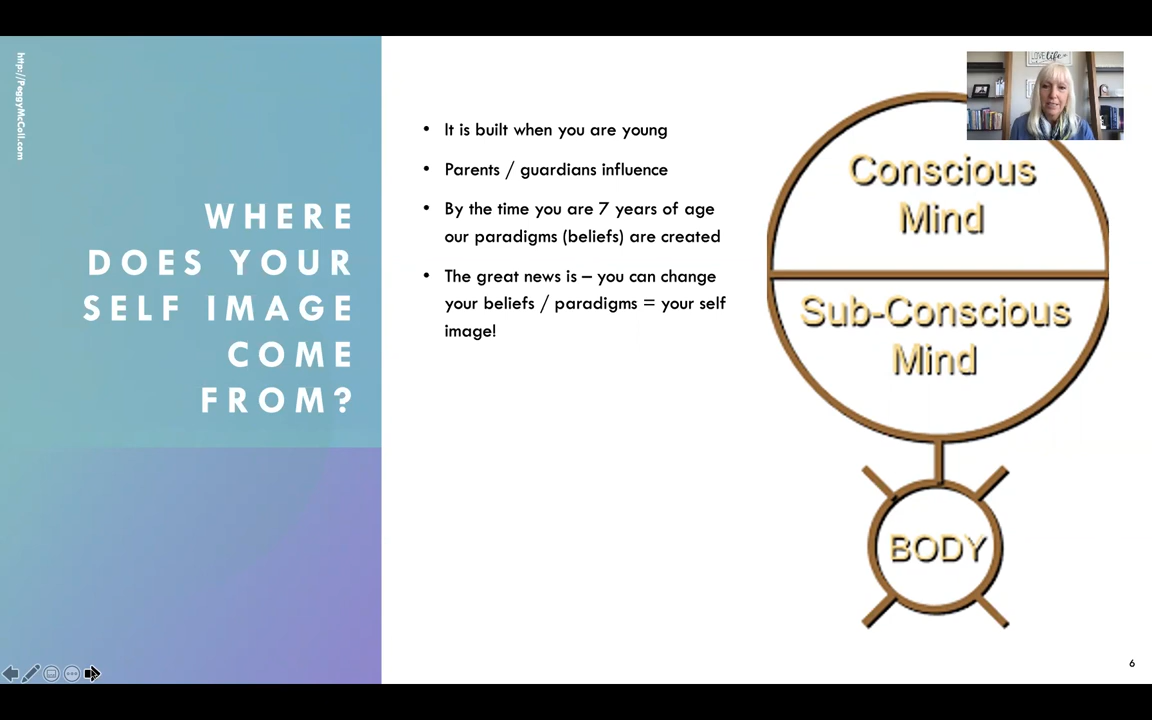 http://PeggyMcColl.com
WHERE
DOES YOUR
SELF IMAGE
COME
FROM?
• It is built when you are young
• Parents / guardians influence
• By the time you are 7 years of age
our paradigms (beliefs) are created
• The great news is – you can change
your beliefs / paradigms = your self
image!
Conscious
Mind
Sub-Conscious
Mind
BODY
LOVE life
6